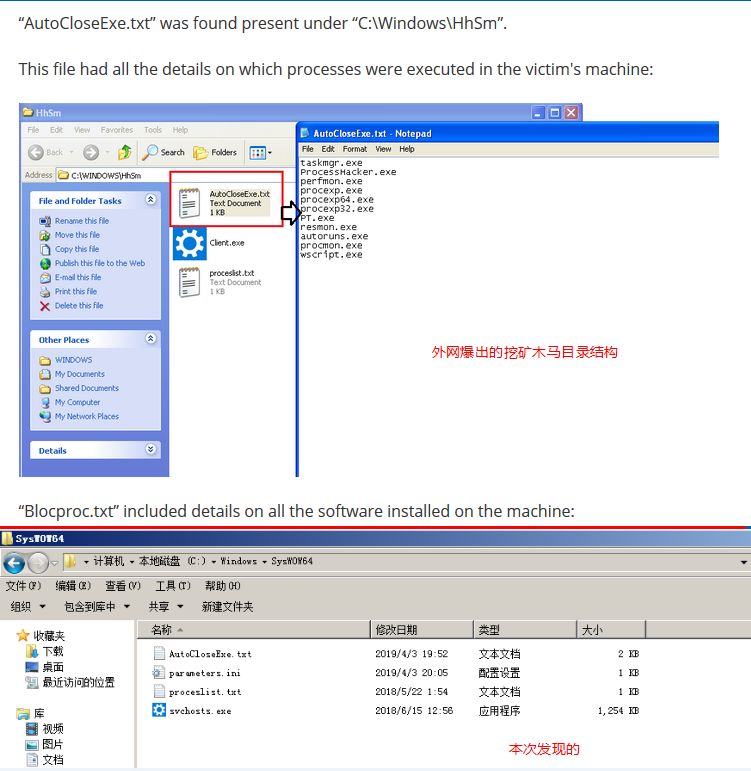 “AutoCloseExe.txt” was found present under “C:\Windows\HhSm”.
This file had all the details on which processes were executed in the victim's machine:
HhSm
File Edit View Favorites Tools Help
Back Search Folders
Address C:\WINDOWS\HhSm
File and Folder Tasks
Rename this file
Move this file
Copy this file
Publish this file to the Web
E-mail this file
Print this file
Delete this file
Other Places
WINDOWS
My Documents
Shared Documents
My Computer
My Network Places
Details
AutoCloseExe.txt
Text Document
1 KB
Client.exe
proceslist.txt
Text Document
1 KB
AutoCloseExe.txt - Notepad
File Edit Format View Help
taskmgr.exe
ProcessHacker.exe
perfmon.exe
procexp.exe
procexp64.exe
procexp32.exe
PT.exe
resmon.exe
autoruns.exe
procmon.exe
wscript.exe
外网爆出的挖矿木马目录结构
“Blocproc.txt” included details on all the software installed on the machine:
SysWOW64
计算机 本地磁盘 (C:) Windows SysWOW64
文件(F) 编辑(E) 查看(V) 工具(T) 帮助(H)
组织 包含到库中 共享 新建文件夹
收藏夹
下载
桌面
最近访问的位置
库
视频
图片
文档
名称 修改日期 类型 大小
AutoCloseExe.txt 2019/4/3 19:52 文本文档 2 KB
parameters.ini 2019/4/3 20:05 配置设置 1 KB
proceslist.txt 2018/5/22 1:54 文本文档 1 KB
svchosts.exe 2018/6/15 12:56 应用程序 1,254 KB
本次发现的